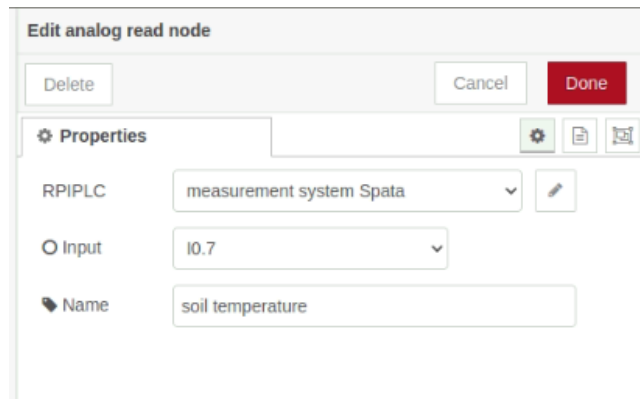 Edit analog read node
Delete Cancel Done
Properties
RPIPLC measurement system Spata
Input I0.7
Name soil temperature